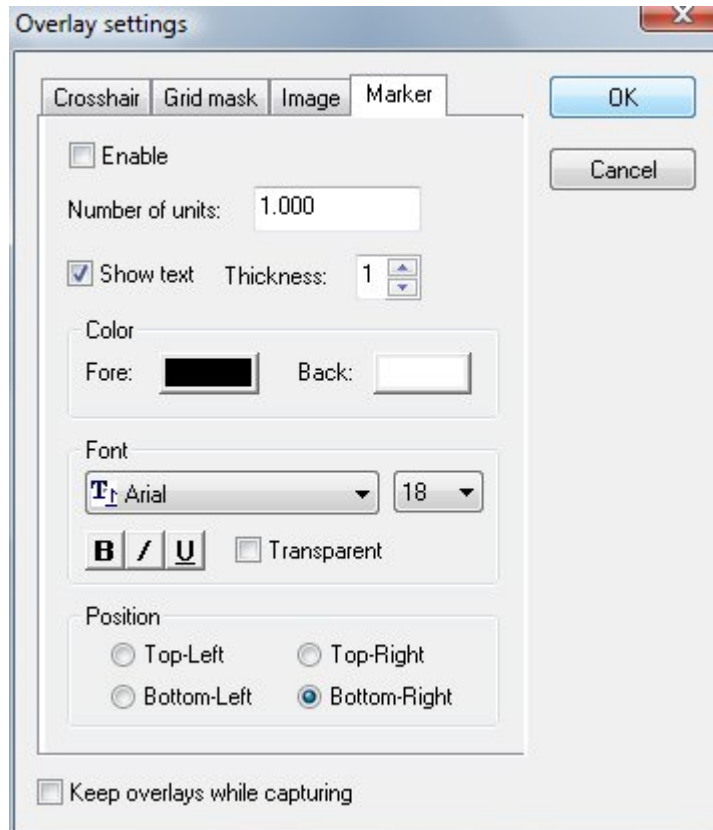 Overlay settings
Crosshair Grid mask Image Marker
OK
Enable
Cancel
Number of units: 1.000
Show text Thickness: 1
Color
Fore: Back:
Font
Arial 18
B I U Transparent
Position
Top-Left Top-Right
Bottom-Left Bottom-Right
Keep overlays while capturing